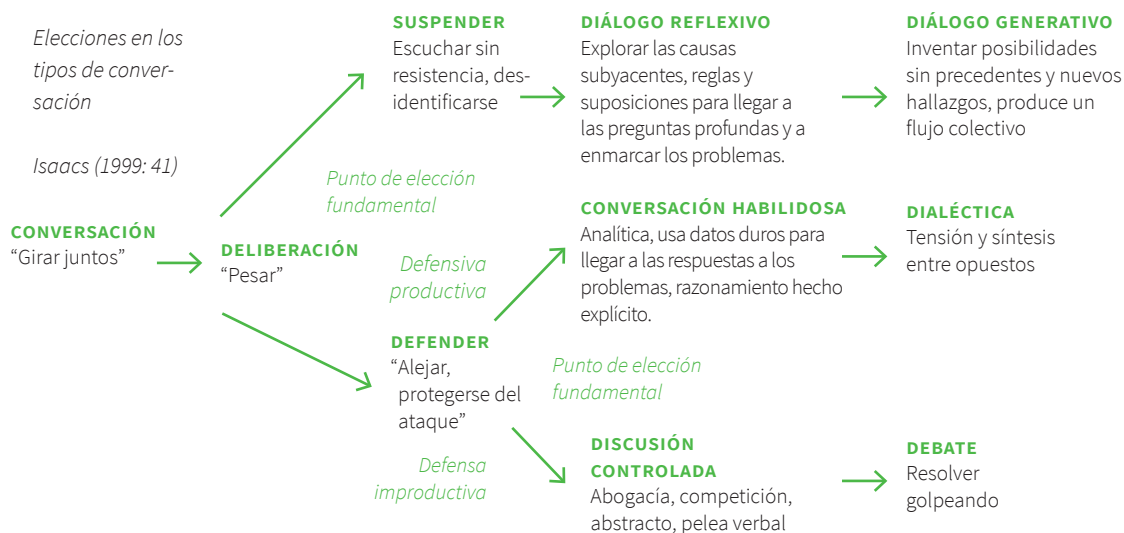 Elecciones en los
tipos de conver-
sación
Isaacs (1999: 41)
CONVERSACIÓN
“Girar juntos”
DELIBERACIÓN
“Pesar”
Punto de elección
fundamental
SUSPENDER
Escuchar sin
resistencia, des-
identificarse
DIÁLOGO REFLEXIVO
Explorar las causas
subyacentes, reglas y
suposiciones para llegar a
las preguntas profundas y a
enmarcar los problemas.
DIÁLOGO GENERATIVO
Inventar posibilidades
sin precedentes y nuevos
hallazgos, produce un
flujo colectivo
Defensiva
productiva
DEFENDER
“Alejar,
protegerse del
ataque”
Punto de elección
fundamental
CONVERSACIÓN HABILIDOSA
Analítica, usa datos duros para
llegar a las respuestas a los
problemas, razonamiento hecho
explícito.
DIALÉCTICA
Tensión y síntesis
entre opuestos
Defensa
improductiva
DISCUSIÓN
CONTROLADA
Abogacía, competición,
abstracto, pelea verbal
DEBATE
Resolver
golpeando